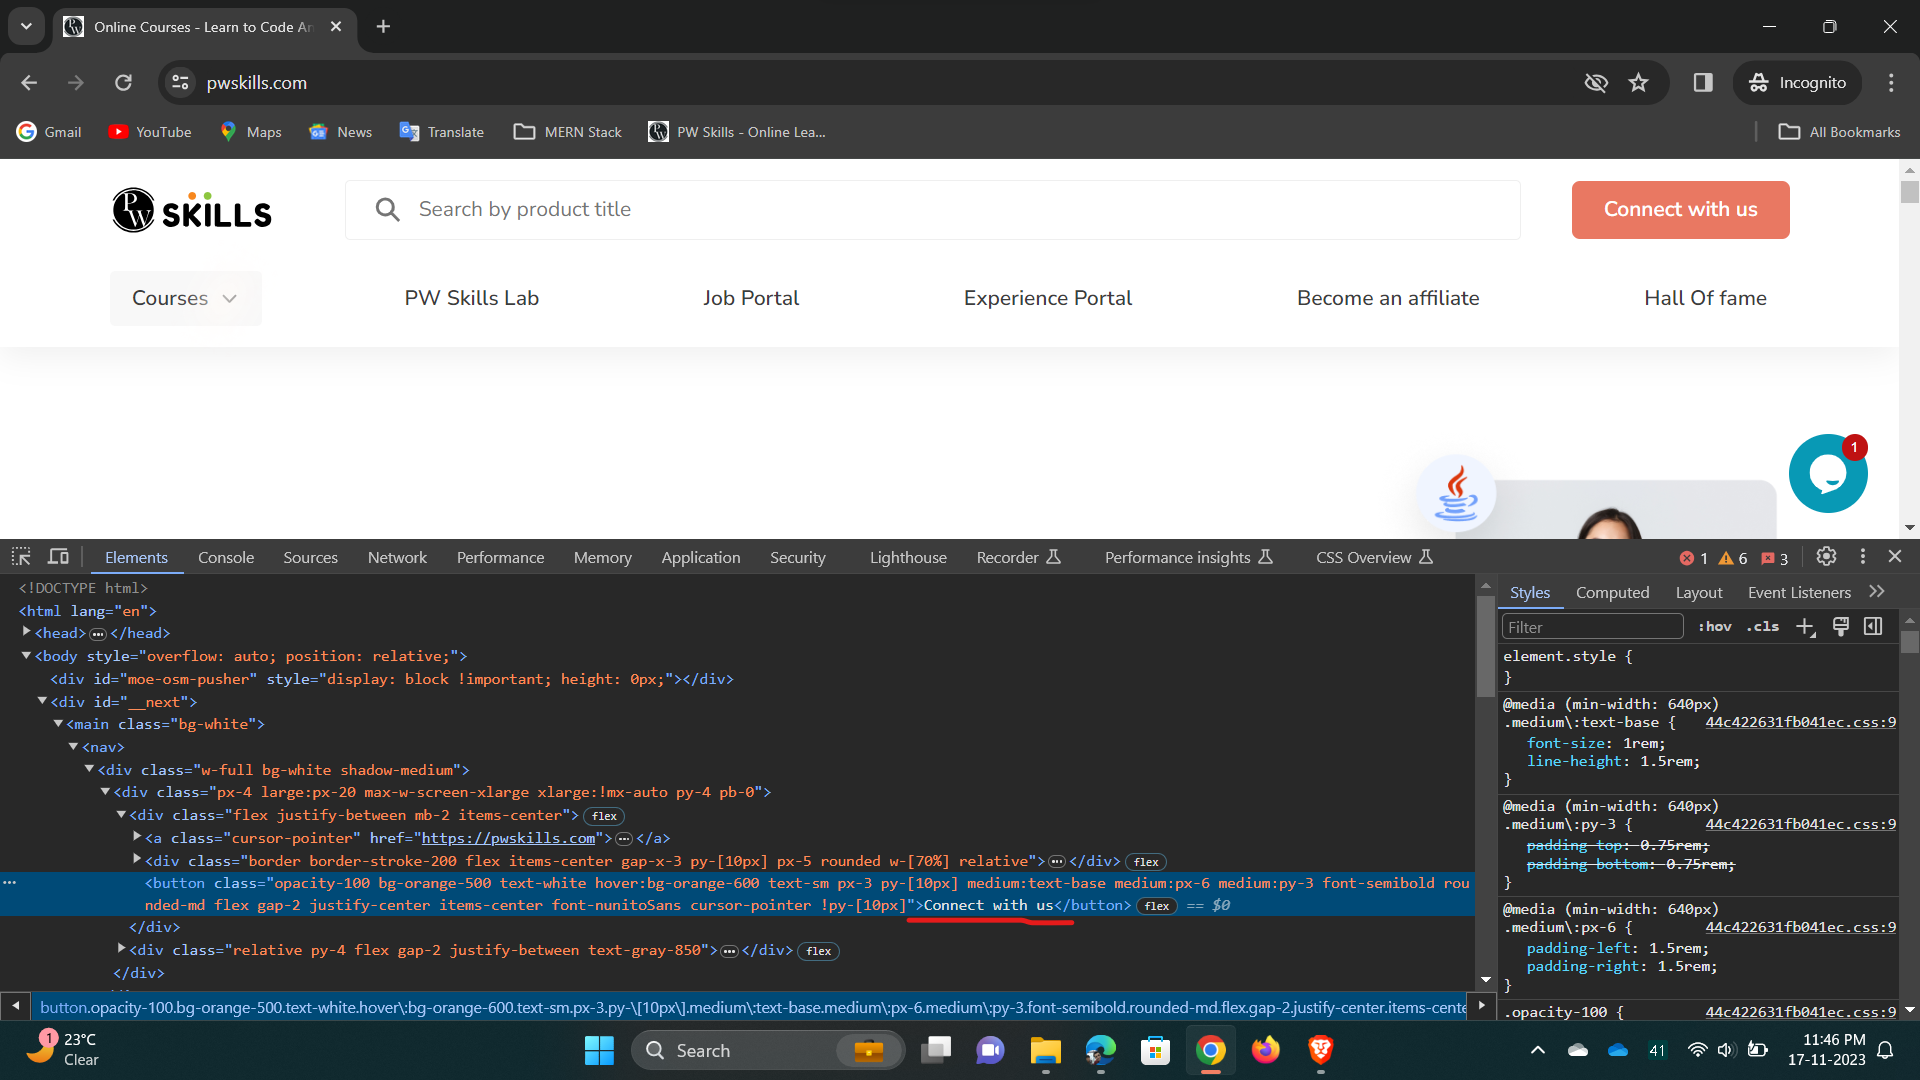 Online Courses - Learn to Code An
pwskills.com
Incognito
Gmail
YouTube
Maps
News
Translate
MERN Stack
PW Skills - Online Lea...
All Bookmarks
PW SKILLS
Search by product title
Connect with us
Courses
PW Skills Lab
Job Portal
Experience Portal
Become an affiliate
Hall Of fame
1
Elements
Console
Sources
Network
Performance
Memory
Application
Security
Lighthouse
Recorder
Performance insights
CSS Overview
1
6
3
<!DOCTYPE html>
<html lang="en">
<head>…</head>
<body style="overflow: auto; position: relative;">
<div id="moe-osm-pusher" style="display: block !important; height: 0px;"></div>
<div id="__next">
<main class="bg-white">
<nav>
<div class="w-full bg-white shadow-medium">
<div class="px-4 large:px-20 max-w-screen-xlarge xlarge:!mx-auto py-4 pb-0">
<div class="flex justify-between mb-2 items-center"> flex
<a class="cursor-pointer" href="https://pwskills.com">…</a>
<div class="border border-stroke-200 flex items-center gap-x-3 py-[10px] px-5 rounded w-[70%] relative">…</div> flex
<button class="opacity-100 bg-orange-500 text-white hover:bg-orange-600 text-sm px-3 py-[10px] medium:text-base medium:px-6 medium:py-3 font-semibold rou
nded-md flex gap-2 justify-center items-center font-nunitoSans cursor-pointer !py-[10px]">Connect with us</button> flex == $0
</div>
<div class="relative py-4 flex gap-2 justify-between text-gray-850">…</div> flex
</div>
button.opacity-100.bg-orange-500.text-white.hover\:bg-orange-600.text-sm.px-3.py-\[10px\].medium\:text-base.medium\:px-6.medium\:py-3.font-semibold.rounded-md.flex.gap-2.justify-center.items-cente
Styles
Computed
Layout
Event Listeners
Filter
:hov
.cls
element.style {
}
@media (min-width: 640px)
.medium\:text-base { 44c422631fb041ec.css:9
font-size: 1rem;
line-height: 1.5rem;
}
@media (min-width: 640px)
.medium\:py-3 { 44c422631fb041ec.css:9
padding-top: 0.75rem;
padding-bottom: 0.75rem;
}
@media (min-width: 640px)
.medium\:px-6 { 44c422631fb041ec.css:9
padding-left: 1.5rem;
padding-right: 1.5rem;
}
.opacity-100 { 44c422631fb041ec.css:9
1
23°C
Clear
Search
41
11:46 PM
17-11-2023